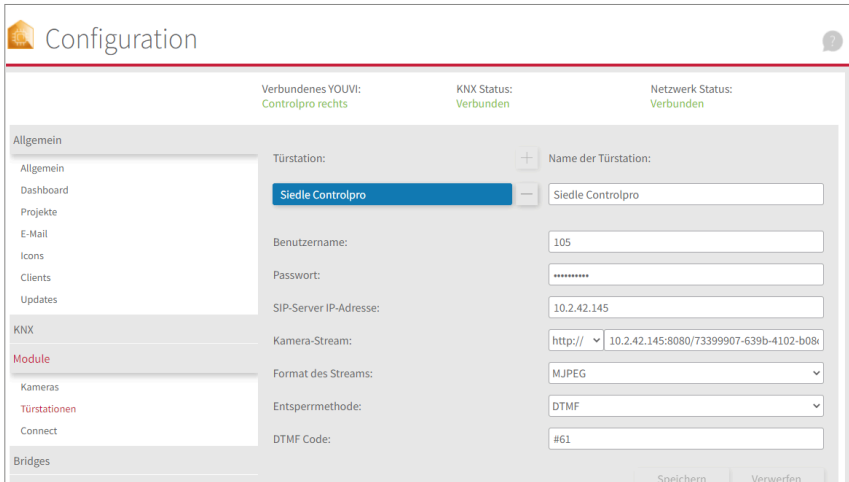 Configuration
?
Verbundenes YOUVI: KNX Status: Netzwerk Status:
Controlpro rechts Verbunden Verbunden
Allgemein
Allgemein
Dashboard
Projekte
E-Mail
Icons
Clients
Updates
KNX
Module
Kameras
Türstationen
Connect
Bridges
Türstation: + Name der Türstation:
Siedle Controlpro — Siedle Controlpro
Benutzername: 105
Passwort: ••••••••••
SIP-Server IP-Adresse: 10.2.42.145
Kamera-Stream: http:// 10.2.42.145:8080/73399907-639b-4102-b08
Format des Streams: MJPEG
Entsperrmethode: DTMF
DTMF Code: #61
Speichern Verwerfen